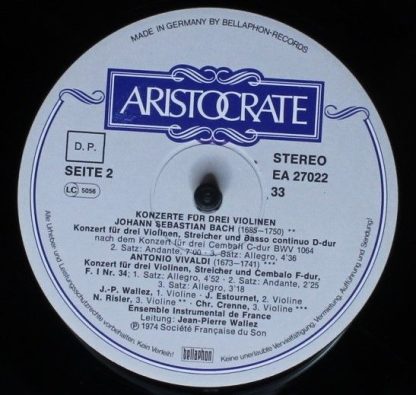 MADE IN GERMANY BY BELLAPHON-RECORDS
ARISTOCRATE
D. P.
SEITE 2
LC 5056
STEREO
EA 27022
33
KONZERTE FÜR DREI VIOLINEN
JOHANN SEBASTIAN BACH (1685—1750) **
Konzert für drei Violinen, Streicher und Basso continuo D-dur
nach dem Konzert für drei Cembali C-dur BWV 1064
2. Satz: Andante, 7'00 · 3. Satz: Allegro, 4'36
ANTONIO VIVALDI (1673—1741) ***
Konzert für drei Violinen, Streicher und Cembalo F-dur,
F. I Nr. 34; 1. Satz: Allegro, 4'52 · 2. Satz: Andante, 2'25
3. Satz: Allegro, 3'18
J.-P. Wallez, 1. Violine · J. Estournet, 2. Violine
N. Risler, 3. Violine ** · Chr. Crenne, 3. Violine ***
Ensemble Instrumental de France
Leitung: Jean-Pierre Wallez
Ⓟ 1974 Société Française du Son
bellaphon
Alle Urheber- und Leistungsschutzrechte vorbehalten. Kein Verleih!
Keine unerlaubte Vervielfältigung, Vermietung, Aufführung, Sendung!